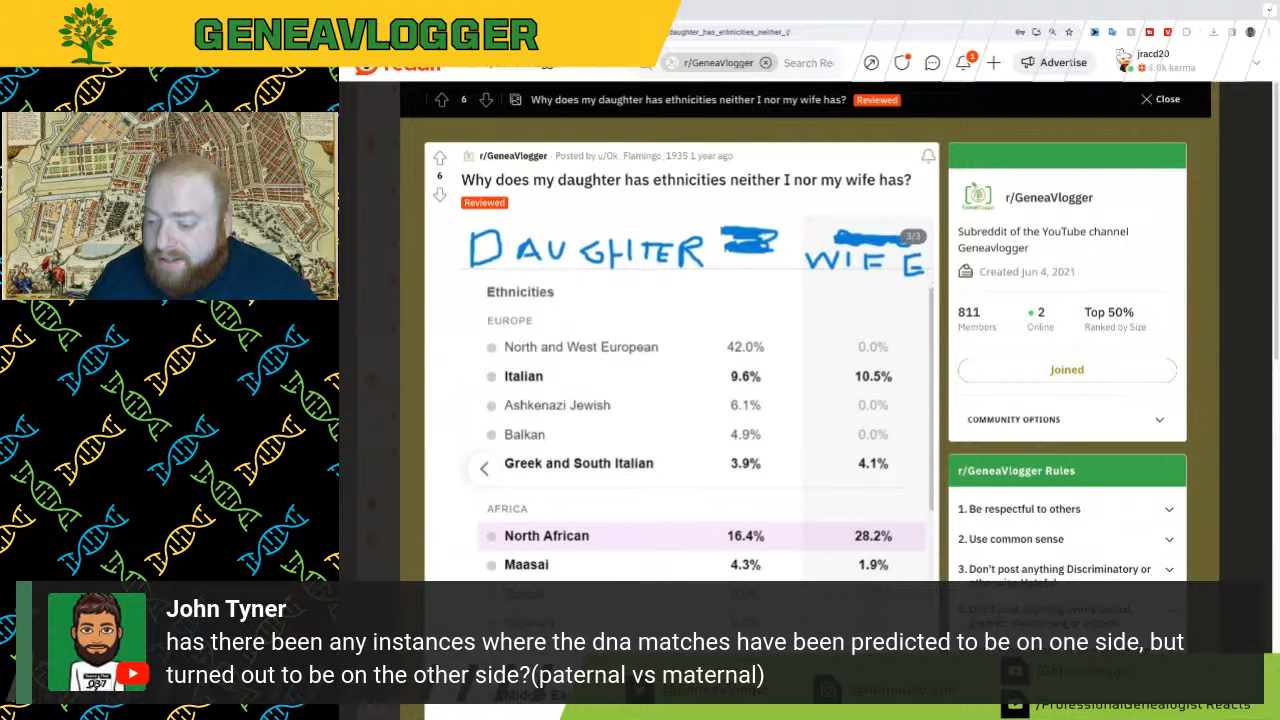 GENEAVLOGGER
daughter_has_ethnicities_neither_i/
r/GeneaVlogger
Search Re
1
Advertise
jracd20
4.0k karma
6
Why does my daughter has ethnicities neither I nor my wife has?
Reviewed
Close
r/GeneaVlogger · Posted by u/Ok_Flamingo_1935 1 year ago
6
Why does my daughter has ethnicities neither I nor my wife has?
Reviewed
DAUGHTER
WIFE
3/3
Ethnicities
EUROPE
North and West European 42.0% 0.0%
Italian 9.6% 10.5%
Ashkenazi Jewish 6.1% 0.0%
Balkan 4.9% 0.0%
Greek and South Italian 3.9% 4.1%
AFRICA
North African 16.4% 28.2%
Maasai 4.3% 1.9%
r/GeneaVlogger
Subreddit of the YouTube channel
Geneavlogger
Created Jun 4, 2021
811 2 Top 50%
Members Online Ranked by Size
Joined
COMMUNITY OPTIONS
r/GeneaVlogger Rules
1. Be respectful to others
2. Use common sense
3. Don't post anything Discriminatory or
otherwise Hateful
John Tyner
has there been any instances where the dna matches have been predicted to be on one side, but
turned out to be on the other side?(paternal vs maternal)
/ProfessionalGenealogist Reacts